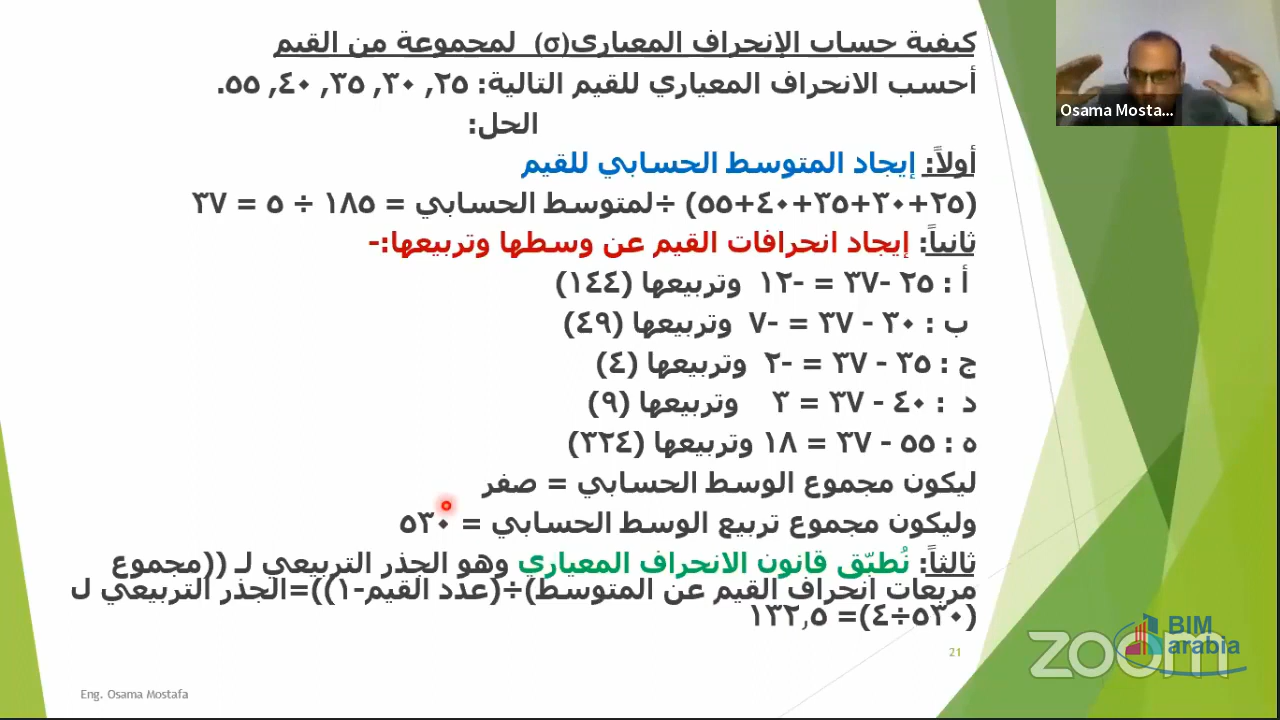 كيفية حساب الإنحراف المعيارى(σ) لمجموعة من القيم
أحسب الانحراف المعياري للقيم التالية: ٢٥, ٣٠, ٣٥, ٤٠, ٥٥.
الحل:
أولاً: إيجاد المتوسط الحسابي للقيم
(٢٥+٣٠+٣٥+٤٠+٥٥) ÷لمتوسط الحسابي = ١٨٥ ÷ ٥ = ٣٧
ثانياً: إيجاد انحرافات القيم عن وسطها وتربيعها:-
أ : ٢٥ -٣٧ = -١٢ وتربيعها (١٤٤)
ب : ٣٠ - ٣٧ = -٧ وتربيعها (٤٩)
ج : ٣٥ - ٣٧ = -٢ وتربيعها (٤)
د : ٤٠ - ٣٧ = ٣ وتربيعها (٩)
ه : ٥٥ - ٣٧ = ١٨ وتربيعها (٣٢٤)
ليكون مجموع الوسط الحسابي = صفر
وليكون مجموع تربيع الوسط الحسابي = ٥٣٠
ثالثاً: نُطبّق قانون الانحراف المعياري وهو الجذر التربيعي لـ ((مجموع
مربعات انحراف القيم عن المتوسط)÷(عدد القيم-١))=الجذر التربيعي ل
(٥٣٠÷٤)= ١٣٢,٥
21
Eng. Osama Mostafa
Osama Mosta...
BIM
arabia
zoom